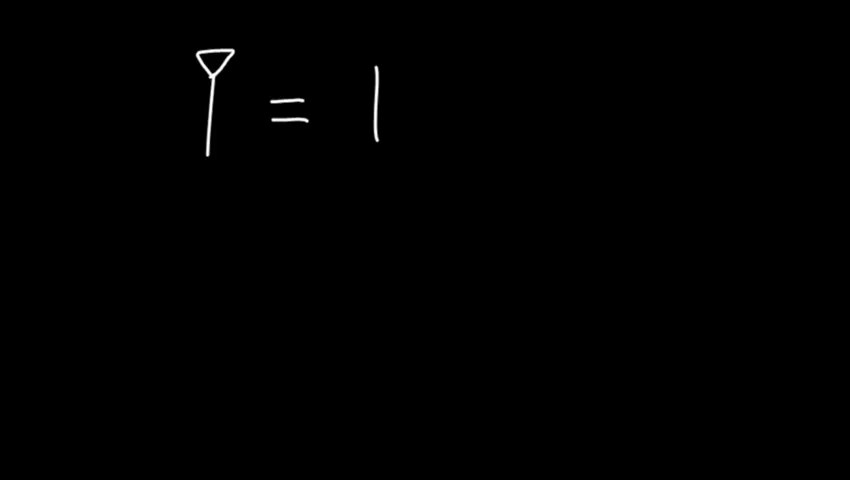 𒁹 = 1